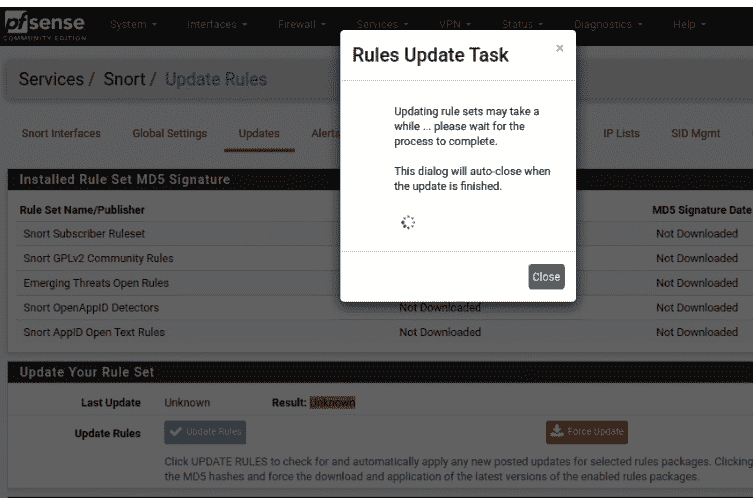 pfsense
COMMUNITY EDITION
System Interfaces Firewall Services VPN Status Diagnostics Help
Rules Update Task ×
Services / Snort / Update Rules
Updating rule sets may take a
while ... please wait for the
process to complete.
This dialog will auto-close when
the update is finished.
Close
Snort Interfaces Global Settings Updates Alerts IP Lists SID Mgmt
Installed Rule Set MD5 Signature
Rule Set Name/Publisher MD5 Signature Date
Snort Subscriber Ruleset Not Downloaded
Snort GPLv2 Community Rules Not Downloaded
Emerging Threats Open Rules Not Downloaded
Snort OpenAppID Detectors Not Downloaded Not Downloaded
Snort AppID Open Text Rules Not Downloaded Not Downloaded
Update Your Rule Set
Last Update Unknown Result: Unknown
Update Rules Update Rules Force Update
Click UPDATE RULES to check for and automatically apply any new posted updates for selected rules packages. Clicking
the MD5 hashes and force the download and application of the latest versions of the enabled rules packages.